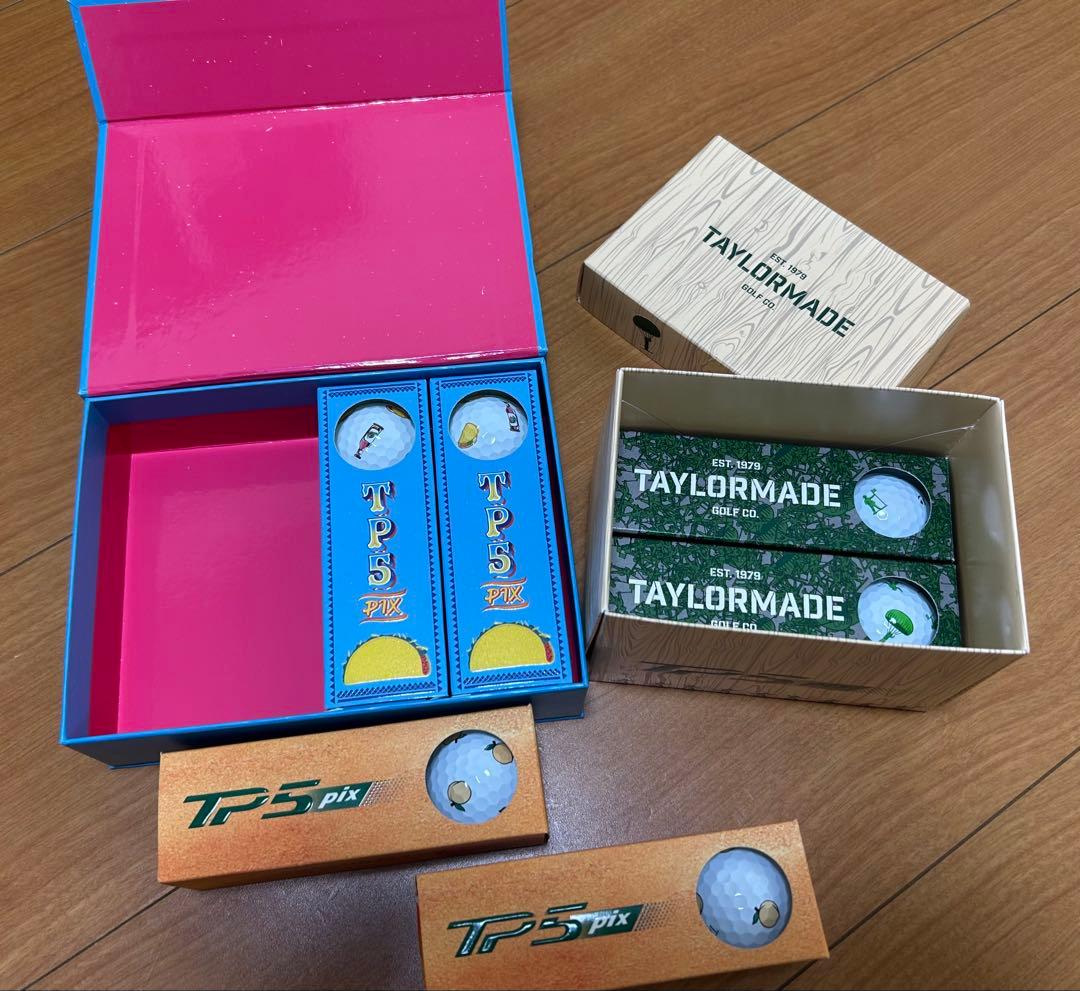 EST. 1979
TAYLORMADE
GOLF CO.
TP5
PIX
TP5
PIX
EST. 1979
TAYLORMADE
GOLF CO.
EST. 1979
TAYLORMADE
GOLF CO.
TP5 pix
TP5 pix